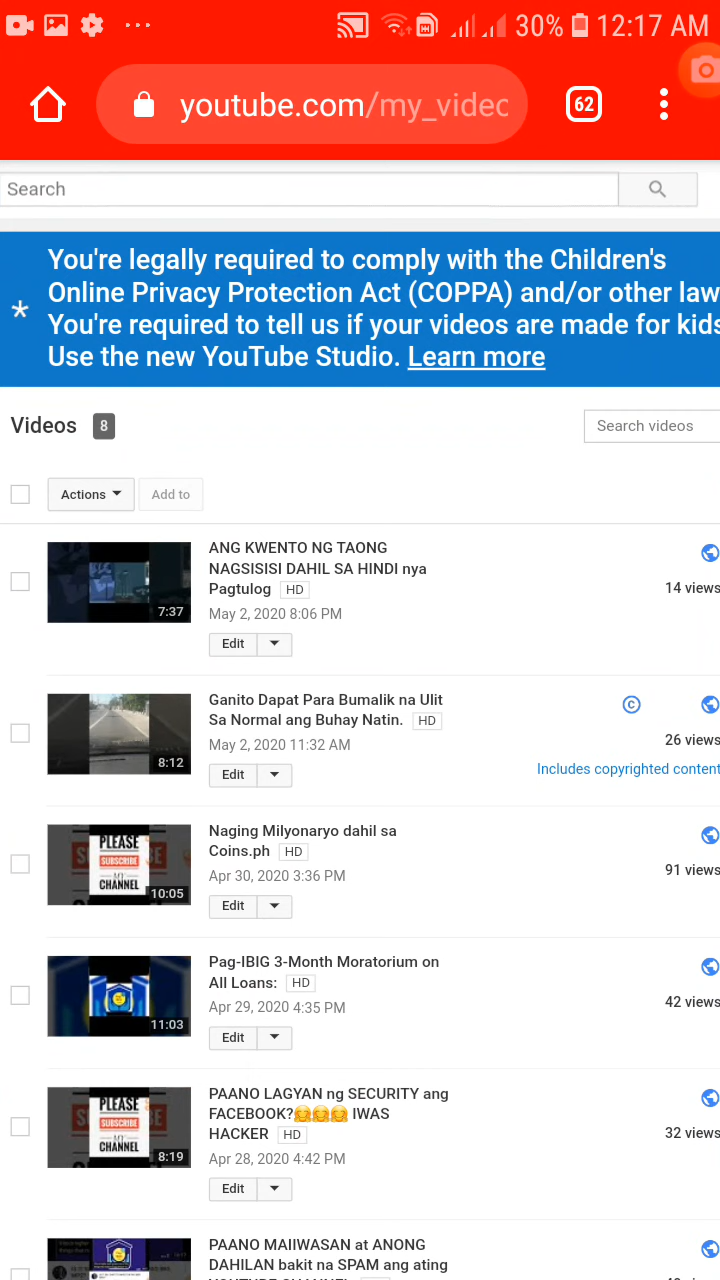 30% 12:17 AM
youtube.com/my_videc
62
Search
You're legally required to comply with the Children's
Online Privacy Protection Act (COPPA) and/or other law
You're required to tell us if your videos are made for kids
* Use the new YouTube Studio. Learn more
Videos 8
Search videos
Actions Add to
ANG KWENTO NG TAONG
NAGSISISI DAHIL SA HINDI nya
Pagtulog HD
14 views
7:37
May 2, 2020 8:06 PM
Edit
Ganito Dapat Para Bumalik na Ulit
Sa Normal ang Buhay Natin. HD
26 views
8:12
May 2, 2020 11:32 AM
Includes copyrighted content
Edit
PLEASE
SUBSCRIBE
MY
CHANNEL
10:05
Naging Milyonaryo dahil sa
Coins.ph HD
91 views
Apr 30, 2020 3:36 PM
Edit
Pag-IBIG 3-Month Moratorium on
All Loans: HD
42 views
11:03
Apr 29, 2020 4:35 PM
Edit
PLEASE
SUBSCRIBE
MY
CHANNEL
8:19
PAANO LAGYAN ng SECURITY ang
FACEBOOK?🤗🤗🤗 IWAS
HACKER HD
32 views
Apr 28, 2020 4:42 PM
Edit
PAANO MAIIWASAN at ANONG
DAHILAN bakit na SPAM ang ating